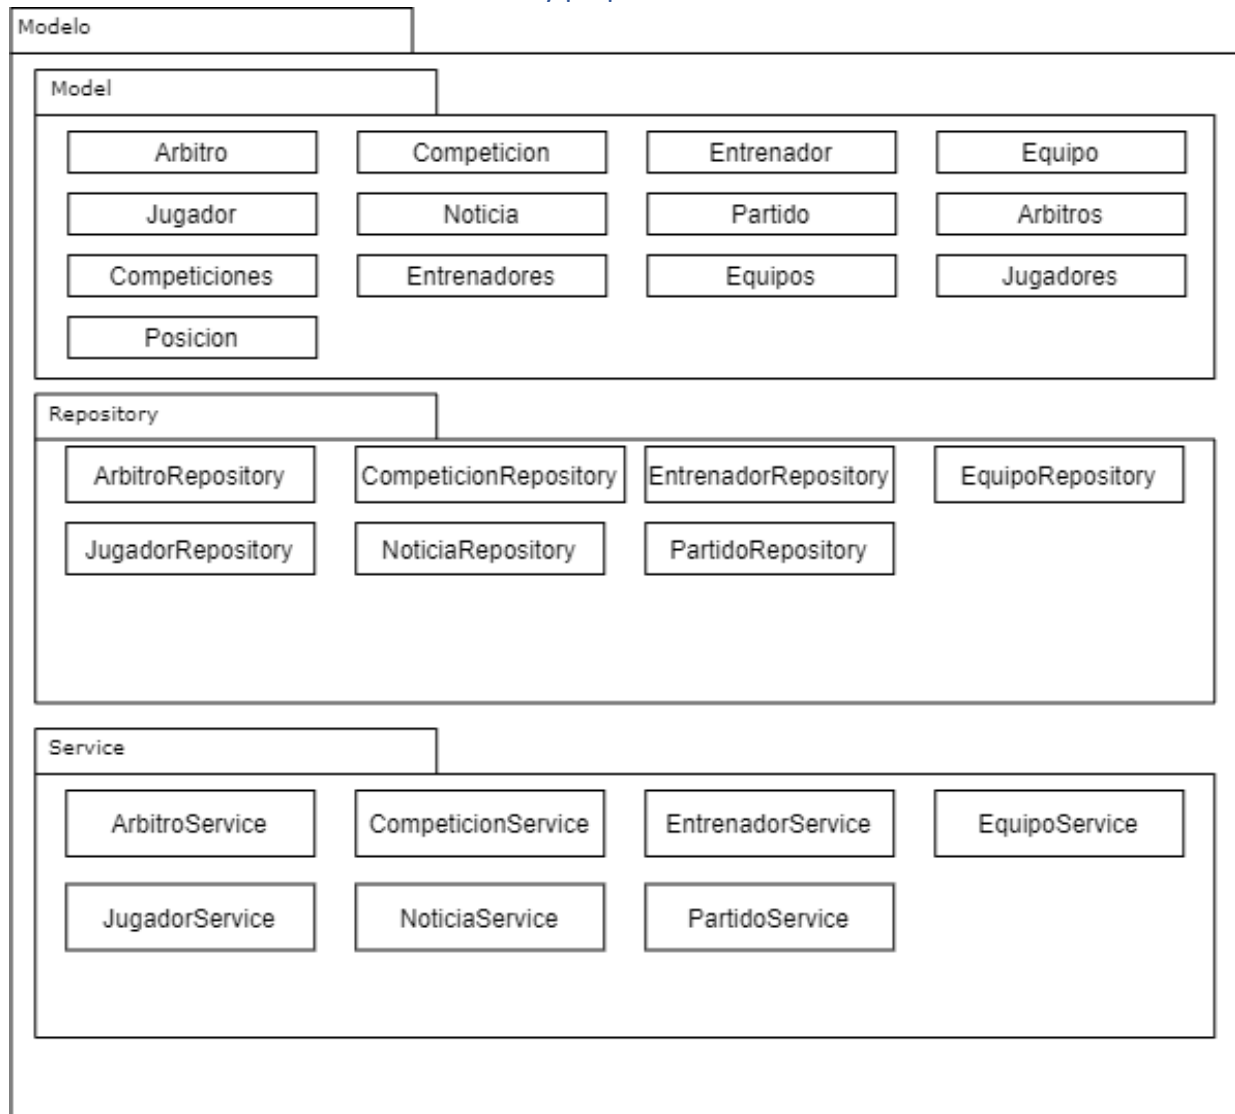 Modelo
Model
Arbitro Competicion Entrenador Equipo
Jugador Noticia Partido Arbitros
Competiciones Entrenadores Equipos Jugadores
Posicion
Repository
ArbitroRepository CompeticionRepository EntrenadorRepository EquipoRepository
JugadorRepository NoticiaRepository PartidoRepository
Service
ArbitroService CompeticionService EntrenadorService EquipoService
JugadorService NoticiaService PartidoService